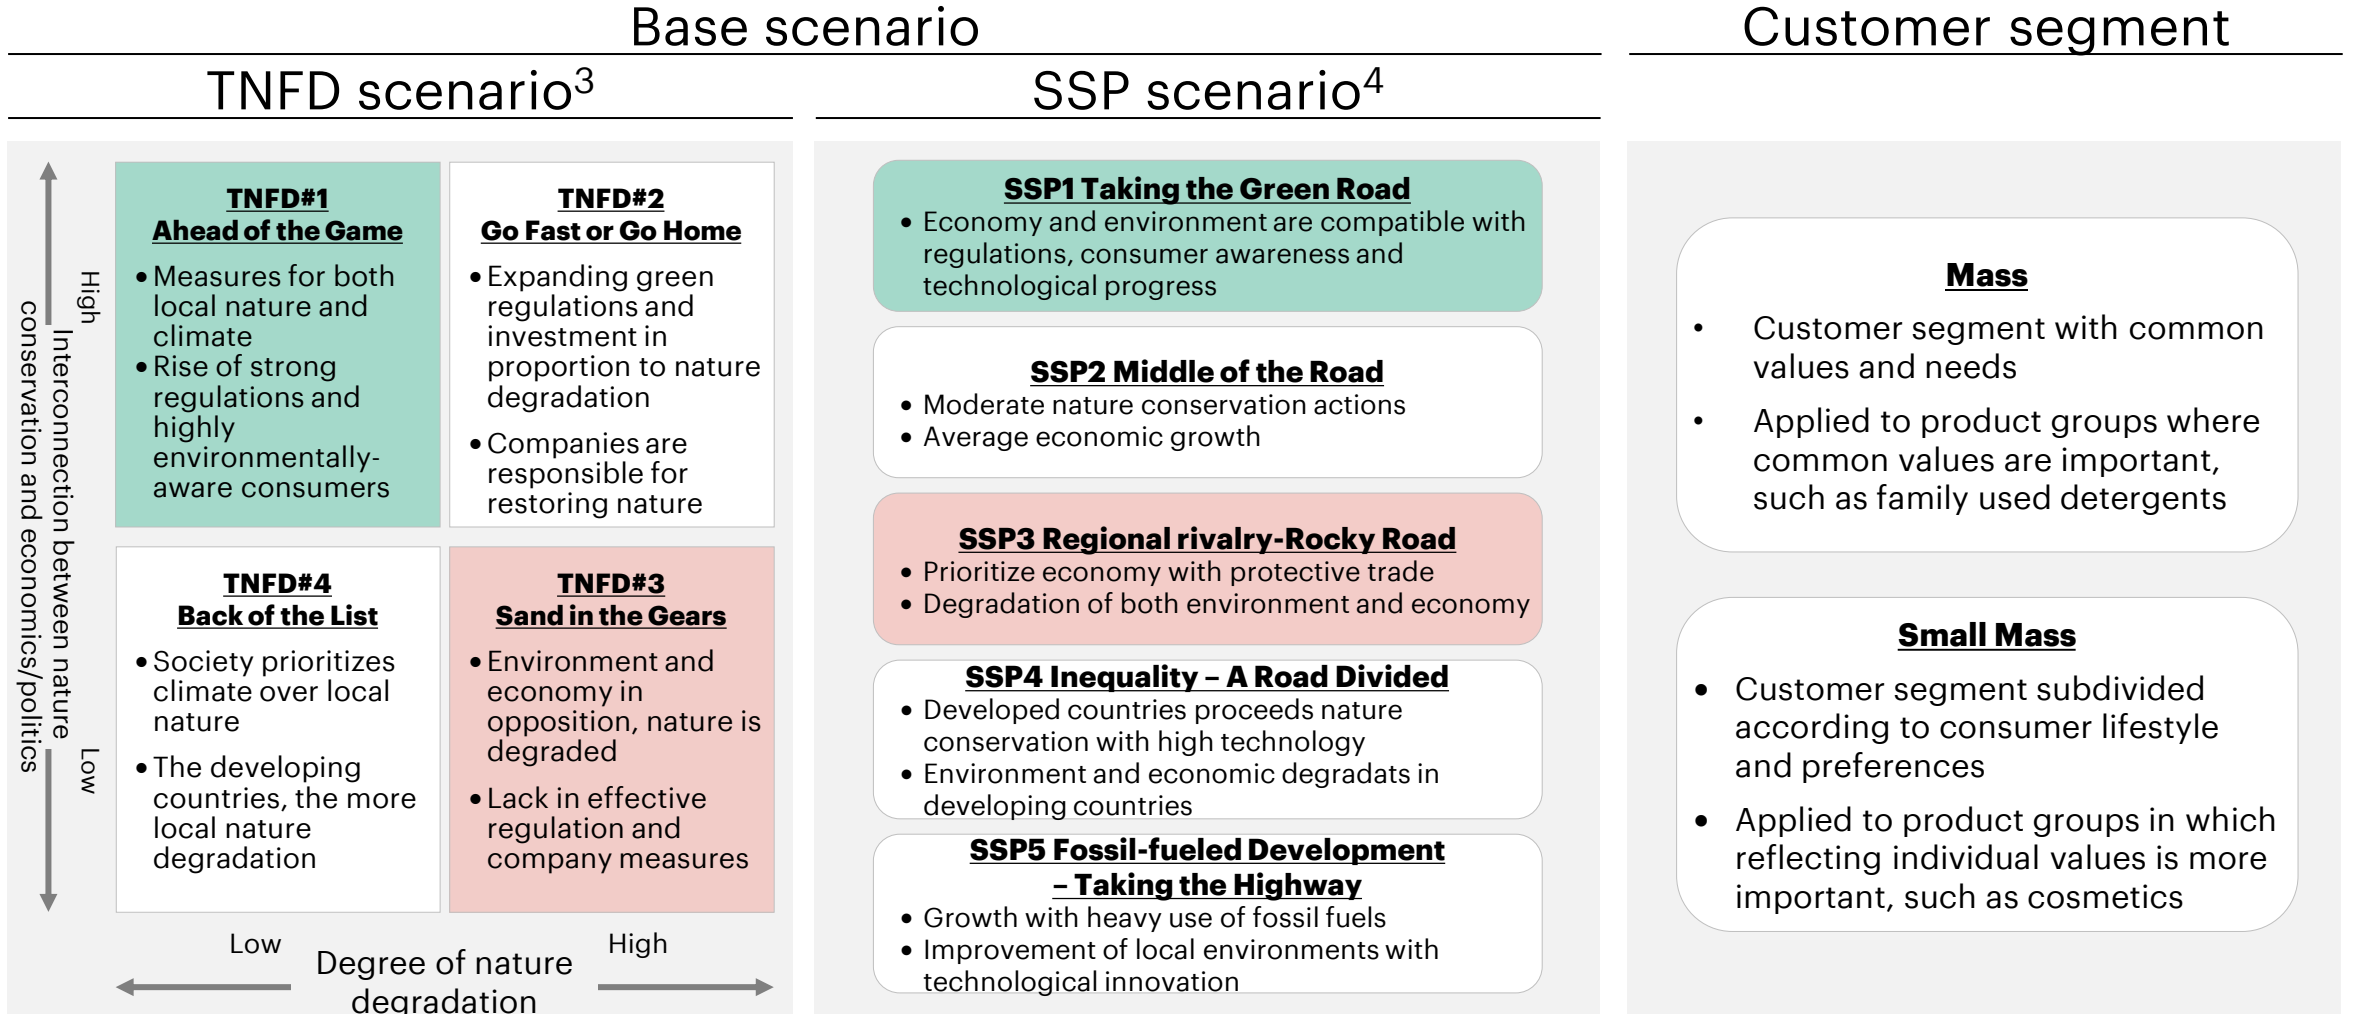 Base scenario
Customer segment
TNFD scenario3
SSP scenario4
High
Interconnnection between nature
conservation and economics/politics
Low
TNFD#1
Ahead of the Game
• Measures for both
local nature and
climate
• Rise of strong
regulations and
highly
environmentally-
aware consumers
TNFD#2
Go Fast or Go Home
• Expanding green
regulations and
investment in
proportion to nature
degradation
• Companies are
responsible for
restoring nature
TNFD#4
Back of the List
• Society prioritizes
climate over local
nature
• The developing
countries, the more
local nature
degradation
TNFD#3
Sand in the Gears
• Environment and
economy in
opposition, nature is
degraded
• Lack in effective
regulation and
company measures
Low
High
Degree of nature
degradation
SSP1 Taking the Green Road
• Economy and environment are compatible with
regulations, consumer awareness and
technological progress
SSP2 Middle of the Road
• Moderate nature conservation actions
• Average economic growth
SSP3 Regional rivalry-Rocky Road
• Prioritize economy with protective trade
• Degradation of both environment and economy
SSP4 Inequality – A Road Divided
• Developed countries proceeds nature
conservation with high technology
• Environment and economic degradats in
developing countries
SSP5 Fossil-fueled Development
– Taking the Highway
• Growth with heavy use of fossil fuels
• Improvement of local environments with
technological innovation
Mass
• Customer segment with common
values and needs
• Applied to product groups where
common values are important,
such as family used detergents
Small Mass
• Customer segment subdivided
according to consumer lifestyle
and preferences
• Applied to product groups in which
reflecting individual values is more
important, such as cosmetics